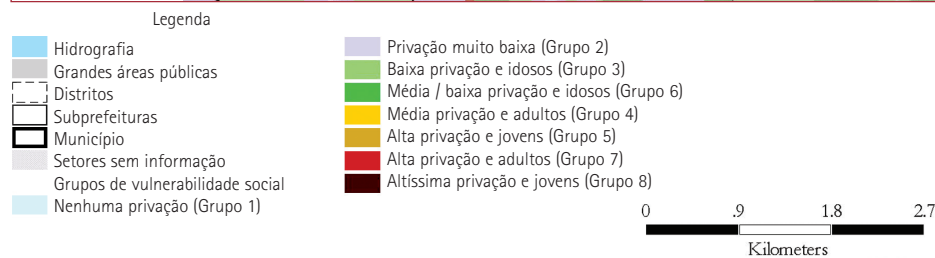 Legenda
Hidrografia
Grandes áreas públicas
Distritos
Subprefeituras
Município
Setores sem informação
Grupos de vulnerabilidade social
Nenhuma privação (Grupo 1)
Privação muito baixa (Grupo 2)
Baixa privação e idosos (Grupo 3)
Média / baixa privação e idosos (Grupo 6)
Média privação e adultos (Grupo 4)
Alta privação e jovens (Grupo 5)
Alta privação e adultos (Grupo 7)
Altíssima privação e jovens (Grupo 8)
0 .9 1.8 2.7
Kilometers